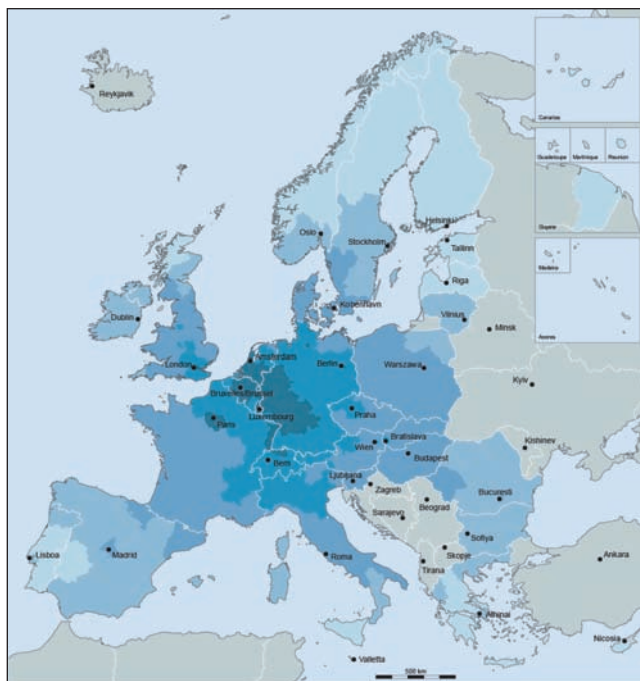 Reykjavik
Canarias
Guadeloupe
Martinique
Reunion
Guyane
Helsinki
Oslo
Stockholm
Tallinn
Madeira
Riga
Acores
København
Dublin
Vilnius
Minsk
Amsterdam
London
Berlin
Warszawa
Bruxelles/Brussel
Kyiv
Luxembourg
Praha
Paris
Kishinev
Wien
Bratislava
Bern
Budapest
Ljubljana
Zagreb
Bucuresti
Beograd
Sarajevo
Sofiya
Lisboa
Madrid
Roma
Skopje
Tirana
Ankara
Athinai
Nicosia
Valletta
500 km